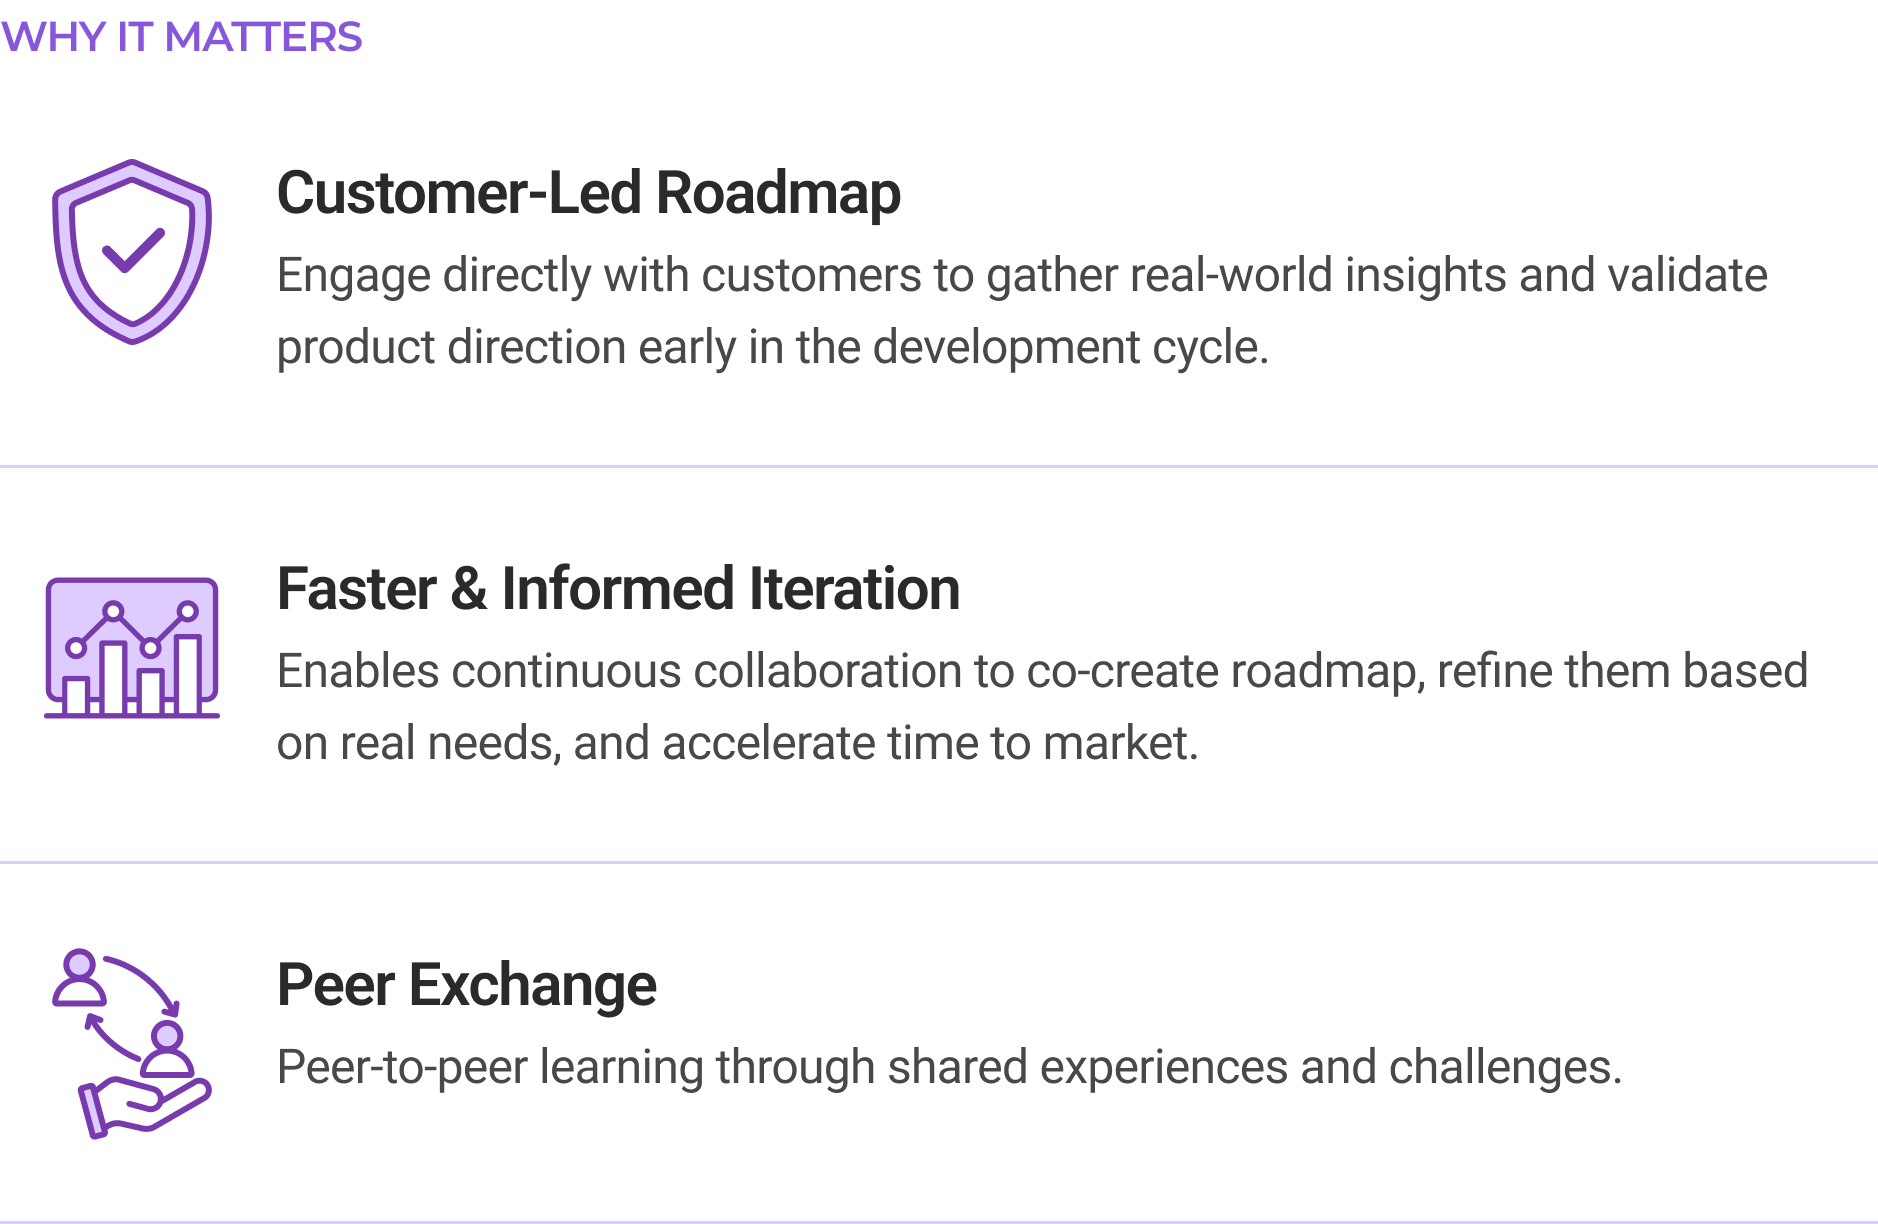 WHY IT MATTERS
Customer-Led Roadmap
Engage directly with customers to gather real-world insights and validate
product direction early in the development cycle.
Faster & Informed Iteration
Enables continuous collaboration to co-create roadmap, refine them based
on real needs, and accelerate time to market.
Peer Exchange
Peer-to-peer learning through shared experiences and challenges.